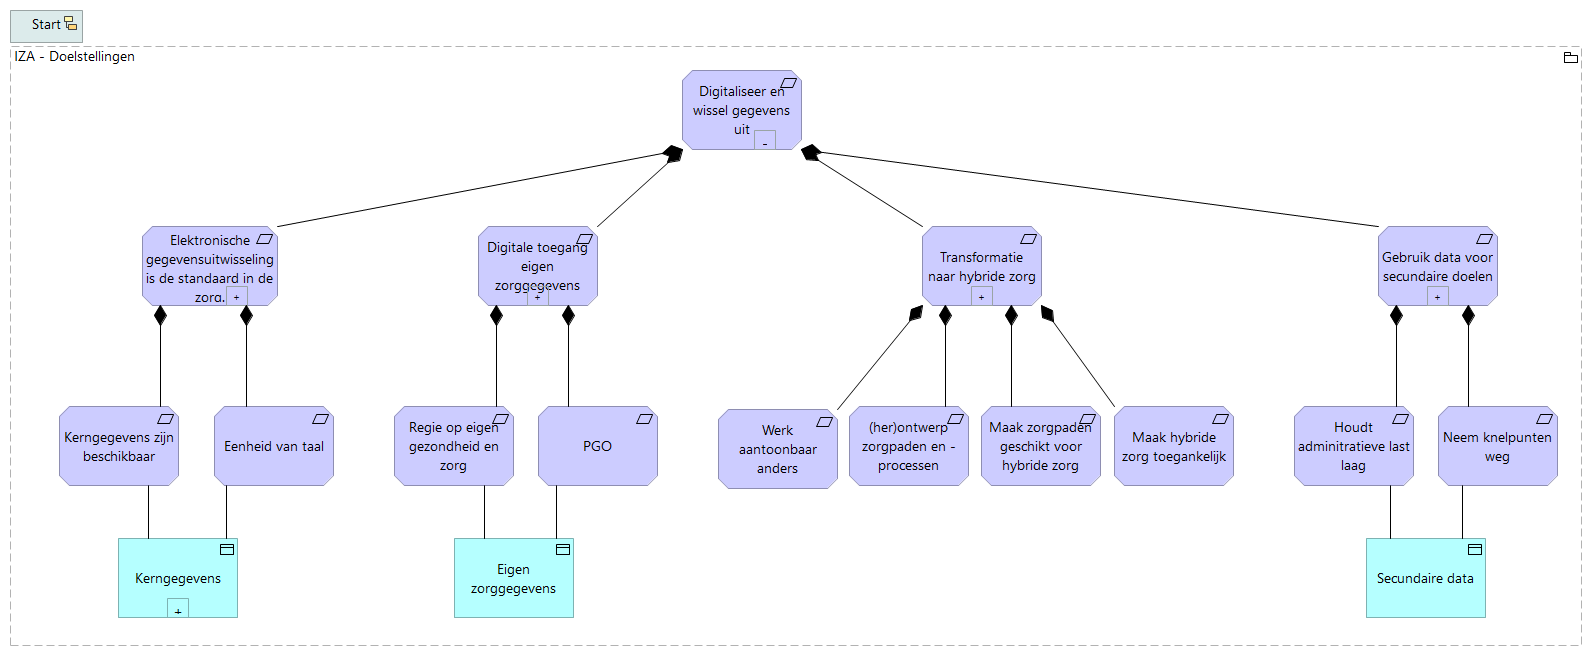 Start
IZA - Doelstellingen
Digitaliseer en
wissel gegevens
uit
-
Elektronische
gegevensuitwisseling
is de standaard in de
zorg.
+
Digitale toegang
eigen
zorggegevens
+
Transformatie
naar hybride zorg
+
Gebruik data voor
secundaire doelen
+
Kerngegevens zijn
beschikbaar
Eenheid van taal
Regie op eigen
gezondheid en
zorg
PGO
Werk
aantoonbaar
anders
(her)ontwerp
zorgpaden en -
processen
Maak zorgpaden
geschikt voor
hybride zorg
Maak hybride
zorg toegankelijk
Houdt
adminitratieve last
laag
Neem knelpunten
weg
Kerngegevens
+
Eigen
zorggegevens
Secundaire data